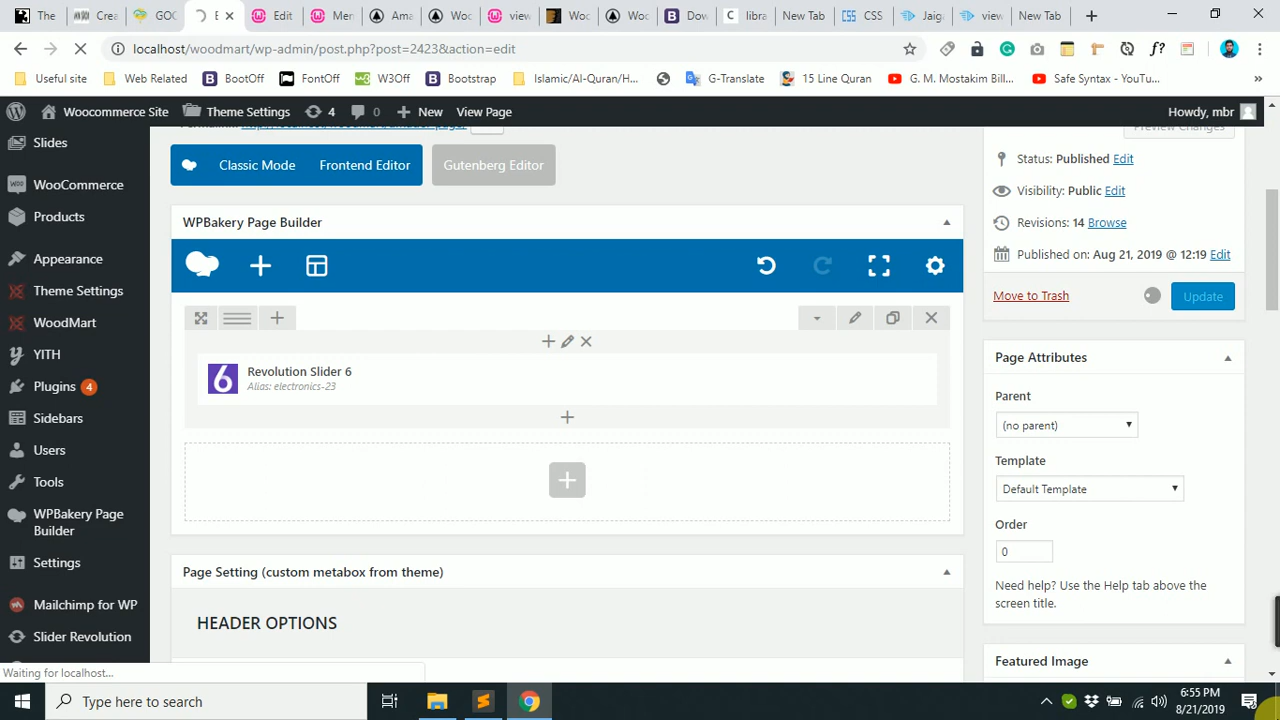 The
Crea
GOC
E
Edit
Mer
Ama
Woc
view
Woc
Woc
Dov
libra
New Tab
CSS
Jaig
view
New Tab
localhost/woodmart/wp-admin/post.php?post=2423&action=edit
Useful site
Web Related
BootOff
FontOff
W3Off
Bootstrap
Islamic/Al-Quran/H...
G-Translate
15 Line Quran
G. M. Mostakim Bill...
Safe Syntax - YouTu...
»
Woocommerce Site
Theme Settings
4
0
New
View Page
Howdy, mbr
Slides
WooCommerce
Products
Appearance
Theme Settings
WoodMart
YITH
Plugins 4
Sidebars
Users
Tools
WPBakery Page
Builder
Settings
Mailchimp for WP
Slider Revolution
Classic Mode
Frontend Editor
Gutenberg Editor
WPBakery Page Builder
6
Revolution Slider 6
Alias: electronics-23
Page Setting (custom metabox from theme)
HEADER OPTIONS
Preview Changes
Status: Published Edit
Visibility: Public Edit
Revisions: 14 Browse
Published on: Aug 21, 2019 @ 12:19 Edit
Move to Trash
Update
Page Attributes
Parent
(no parent)
Template
Default Template
Order
0
Need help? Use the Help tab above the
screen title.
Featured Image
Waiting for localhost...
Type here to search
6:55 PM
8/21/2019